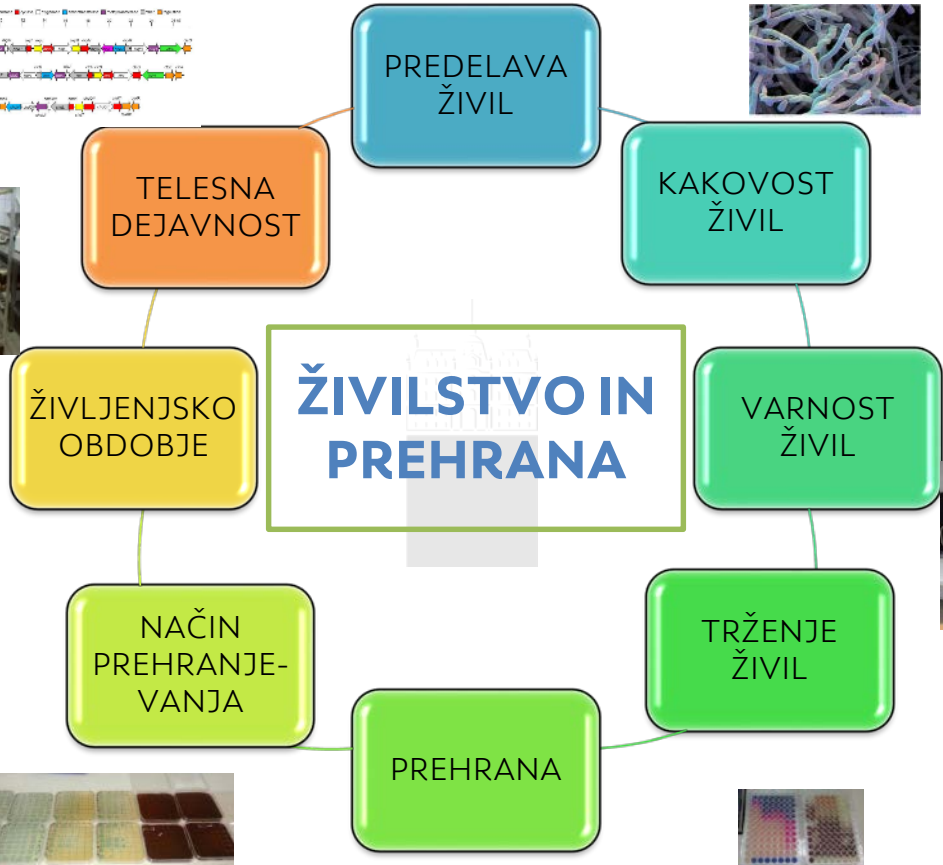 PREDELAVA
ŽIVIL
KAKOVOST
ŽIVIL
VARNOST
ŽIVIL
TRŽENJE
ŽIVIL
PREHRANA
NAČIN
PREHRANJE-
VANJA
ŽIVLJENJSKO
OBDOBJE
TELESNA
DEJAVNOST
ŽIVILSTVO IN
PREHRANA